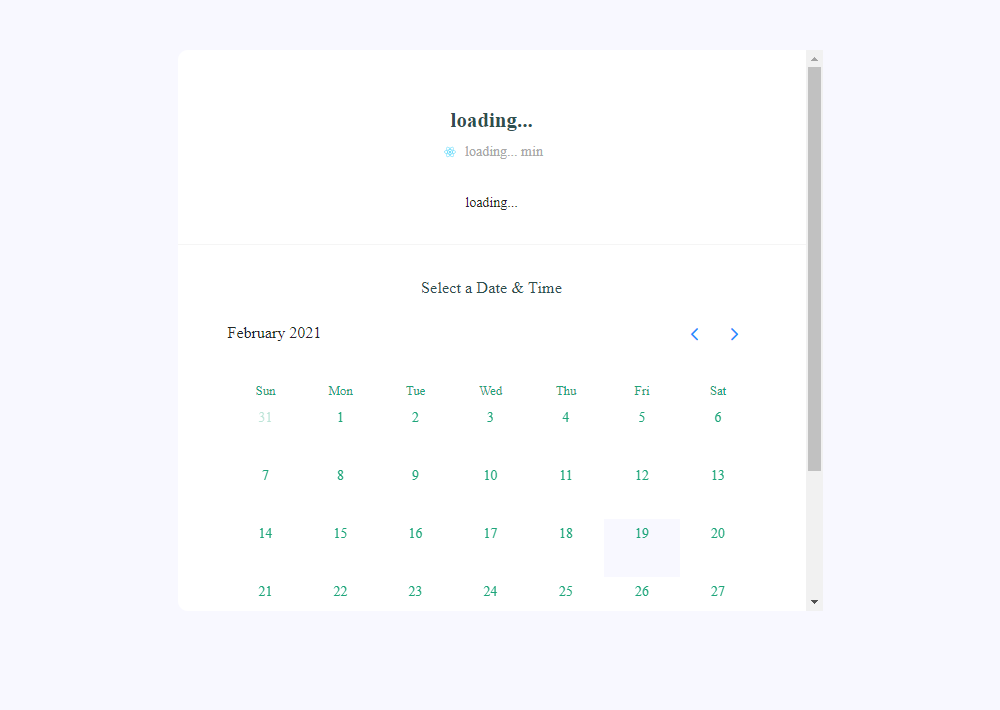 loading...
loading... min
loading...
Select a Date & Time
February 2021
Sun Mon Tue Wed Thu Fri Sat
31 1 2 3 4 5 6
7 8 9 10 11 12 13
14 15 16 17 18 19 20
21 22 23 24 25 26 27